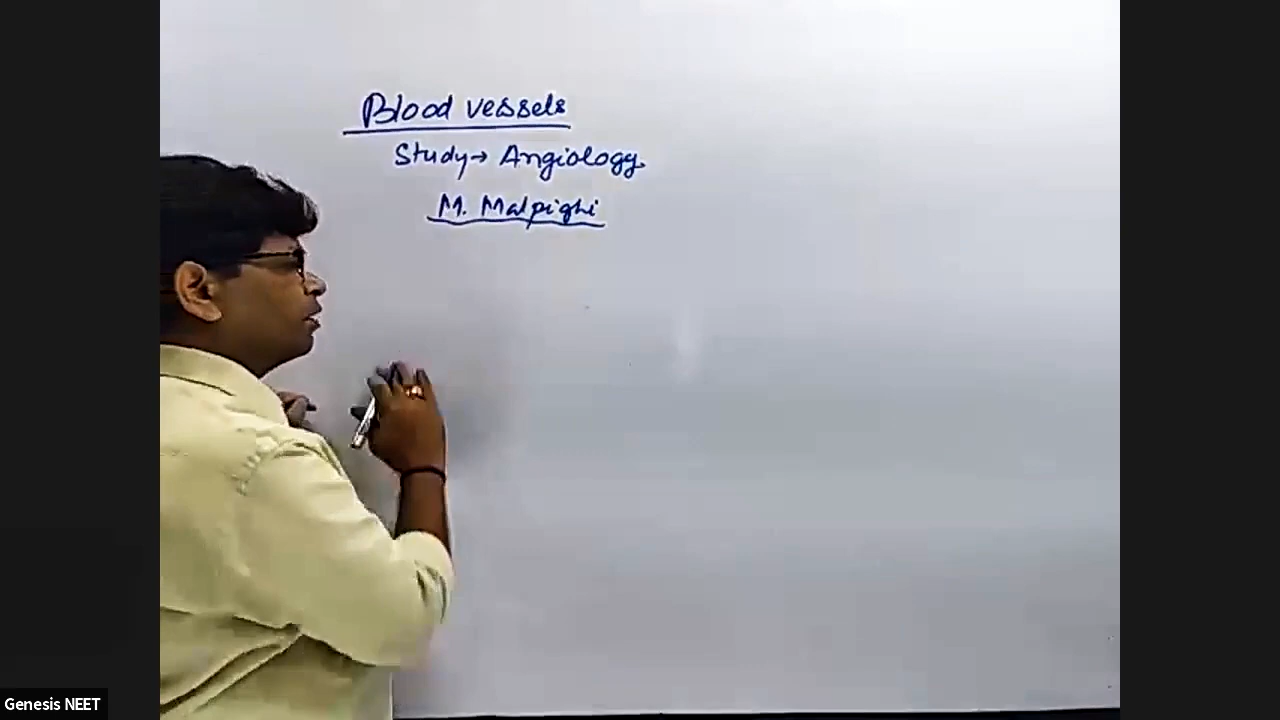 Blood vessels
Study→ Angiology
M. Malpighi
Genesis NEET